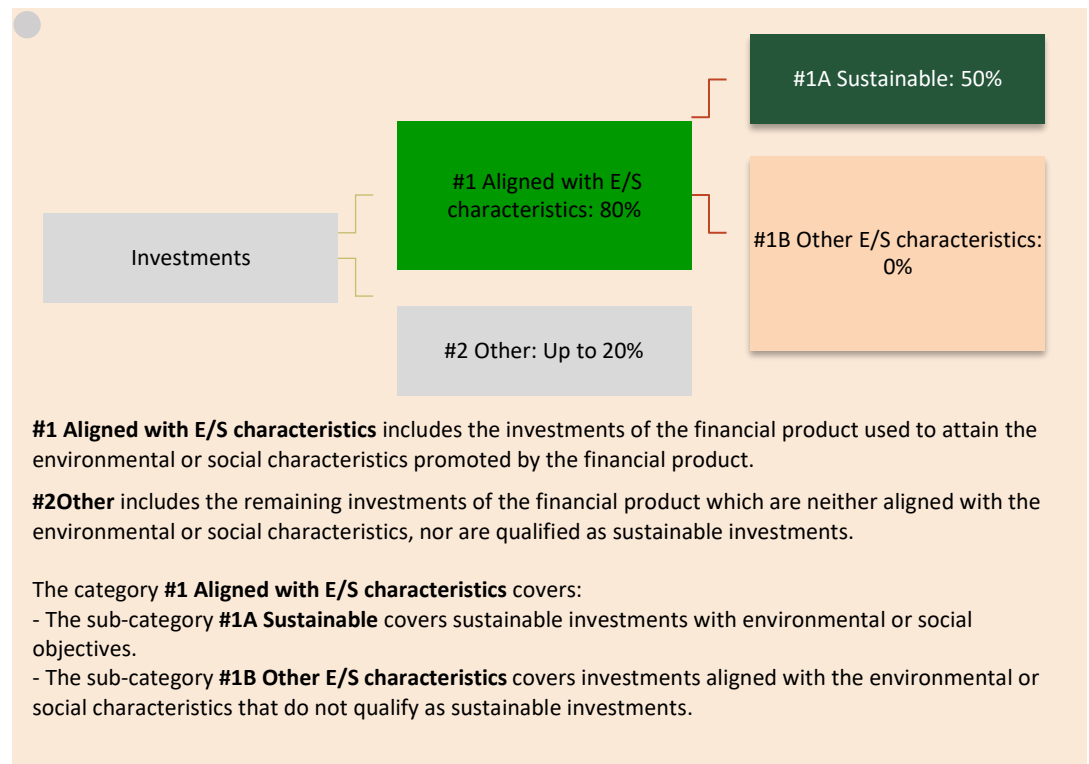 #1A Sustainable: 50%
#1 Aligned with E/S
characteristics: 80%
#1B Other E/S characteristics:
0%
Investments
#2 Other: Up to 20%
#1 Aligned with E/S characteristics includes the investments of the financial product used to attain the
environmental or social characteristics promoted by the financial product.
#2Other includes the remaining investments of the financial product which are neither aligned with the
environmental or social characteristics, nor are qualified as sustainable investments.
The category #1 Aligned with E/S characteristics covers:
- The sub-category #1A Sustainable covers sustainable investments with environmental or social
objectives.
- The sub-category #1B Other E/S characteristics covers investments aligned with the environmental or
social characteristics that do not qualify as sustainable investments.